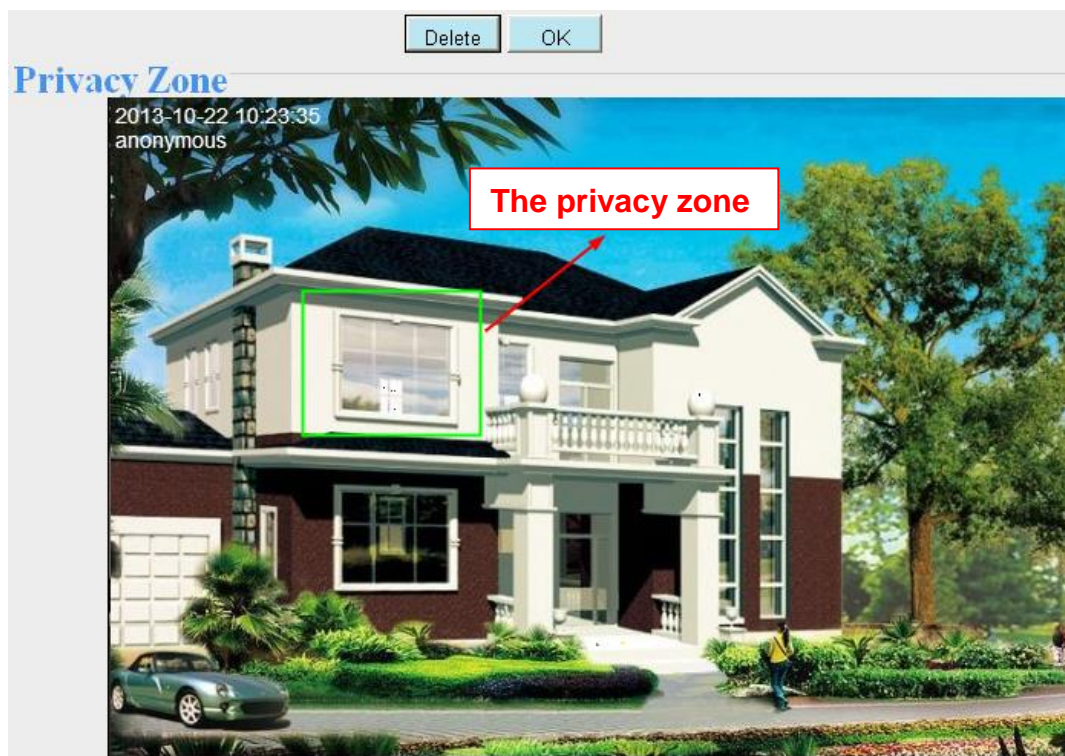 Delete OK
Privacy Zone
2013-10-22 10:23:35
anonymous
The privacy zone